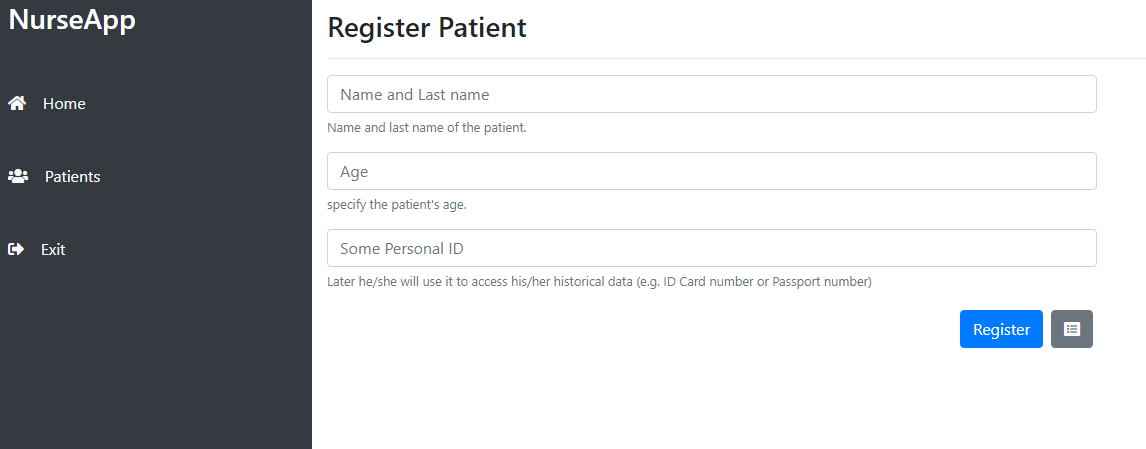 NurseApp
Home
Patients
Exit
Register Patient
Name and Last name
Name and last name of the patient.
Age
specify the patient's age.
Some Personal ID
Later he/she will use it to access his/her historical data (e.g. ID Card number or Passport number)
Register